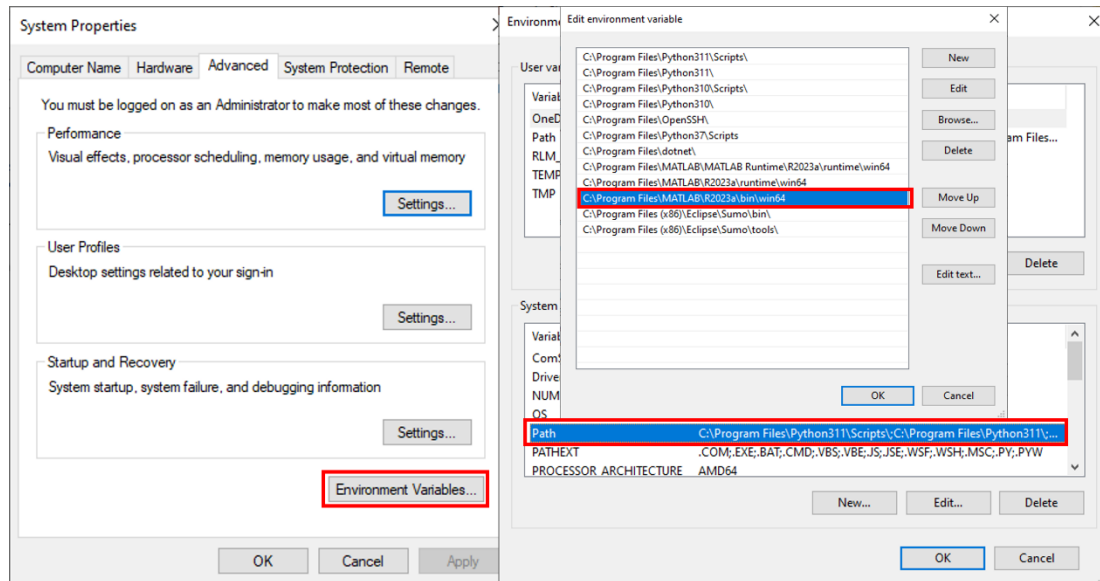 System Properties
Computer Name Hardware Advanced System Protection Remote
You must be logged on as an Administrator to make most of these changes.
Performance
Visual effects, processor scheduling, memory usage, and virtual memory
Settings...
User Profiles
Desktop settings related to your sign-in
Settings...
Startup and Recovery
System startup, system failure, and debugging information
Settings...
Environment Variables...
OK Cancel Apply
Edit environment variable
C:\Program Files\Python311\Scripts\
C:\Program Files\Python311\
C:\Program Files\Python310\Scripts\
C:\Program Files\Python310\
C:\Program Files\OpenSSH\
C:\Program Files\Python37\Scripts
C:\Program Files\dotnet\
C:\Program Files\MATLAB\MATLAB Runtime\R2023a\runtime\win64
C:\Program Files\MATLAB\R2023a\runtime\win64
C:\Program Files\MATLAB\R2023a\bin\win64
C:\Program Files (x86)\Eclipse\Sumo\bin\
C:\Program Files (x86)\Eclipse\Sumo\tools\
New
Edit
Browse...
Delete
Move Up
Move Down
Edit text...
OK Cancel
Environm
User var
Variab
OneD
Path am Files...
RLM_
TEMP
TMP
Delete
System
Variab
ComS
Drive
NUM
OS
Path C:\Program Files\Python311\Scripts\;C:\Program Files\Python311\;...
PATHEXT .COM;.EXE;.BAT;.CMD;.VBS;.VBE;.JS;.JSE;.WSF;.WSH;.MSC;.PY;.PYW
PROCESSOR_ARCHITECTURE AMD64
New... Edit... Delete
OK Cancel